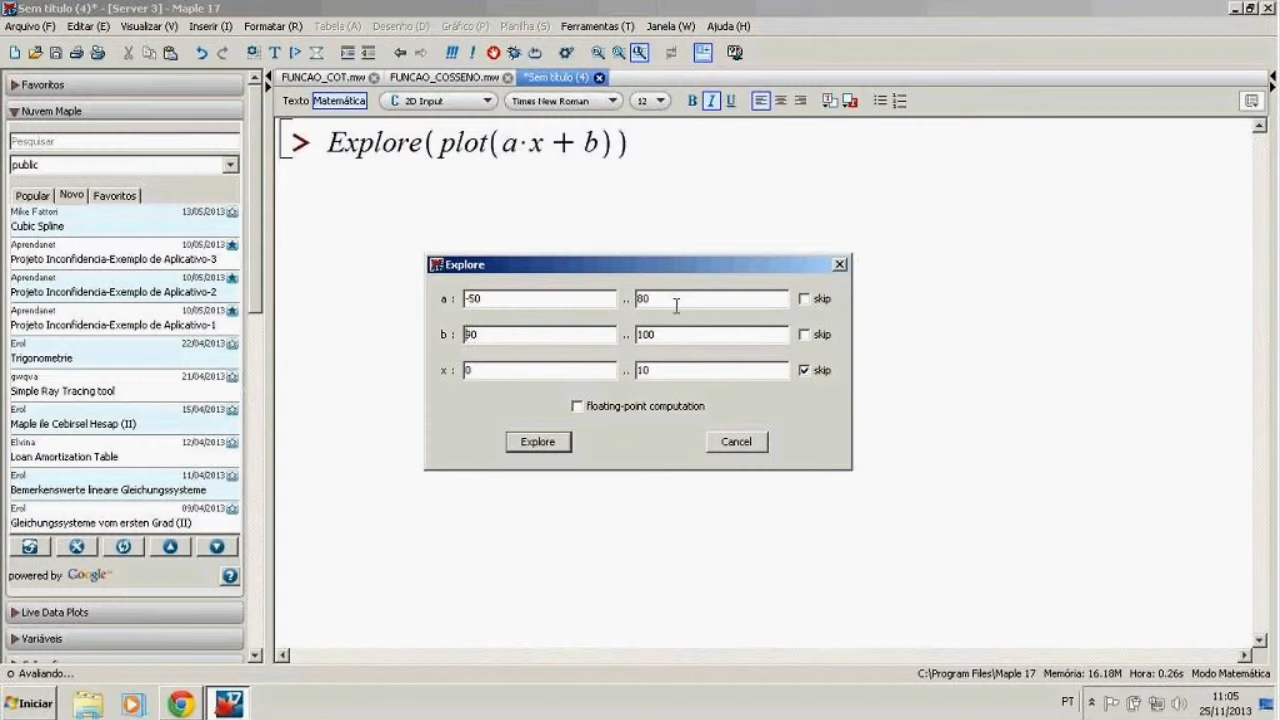 Sem título (4)* - [Server 3] - Maple 17
Arquivo (F) Editar (E) Visualizar (V) Inserir (I) Formatar (R) Tabela (A) Desenho (D) Gráfico (P) Planilha (S) Ferramentas (T) Janela (W) Ajuda (H)
Favoritos
Nuvem Maple
Pesquisar
public
Popular Novo Favoritos
Mike Fattori 13/05/2013
Cubic Spline
Aprendanet 10/05/2013
Projeto Inconfidencia-Exemplo de Aplicativo-3
Aprendanet 10/05/2013
Projeto Inconfidencia-Exemplo de Aplicativo-2
Aprendanet 10/05/2013
Projeto Inconfidencia-Exemplo de Aplicativo-1
Erol 22/04/2013
Trigonometrie
gwqva 21/04/2013
Simple Ray Tracing tool
Erol 15/04/2013
Maple ile Cebirsel Hesap (II)
Elvina 12/04/2013
Loan Amortization Table
Erol 11/04/2013
Bemerkenswerte lineare Gleichungssysteme
Erol 09/04/2013
Gleichungssysteme vom ersten Grad (II)
powered by Google
Live Data Plots
Variáveis
FUNCAO_COT.mw FUNCAO_COSSENO.mw *Sem título (4)
Texto Matemática C 2D Input Times New Roman 12 B I U
> Explore( plot( a·x + b ) )
Explore
a : -50 .. 80 skip
b : 90 .. 100 skip
x : 0 .. 10 skip
floating-point computation
Explore Cancel
Avaliando... C:\Program Files\Maple 17 Memória: 16.18M Hora: 0.26s Modo Matemática
Iniciar 17 PT 11:05
25/11/2013